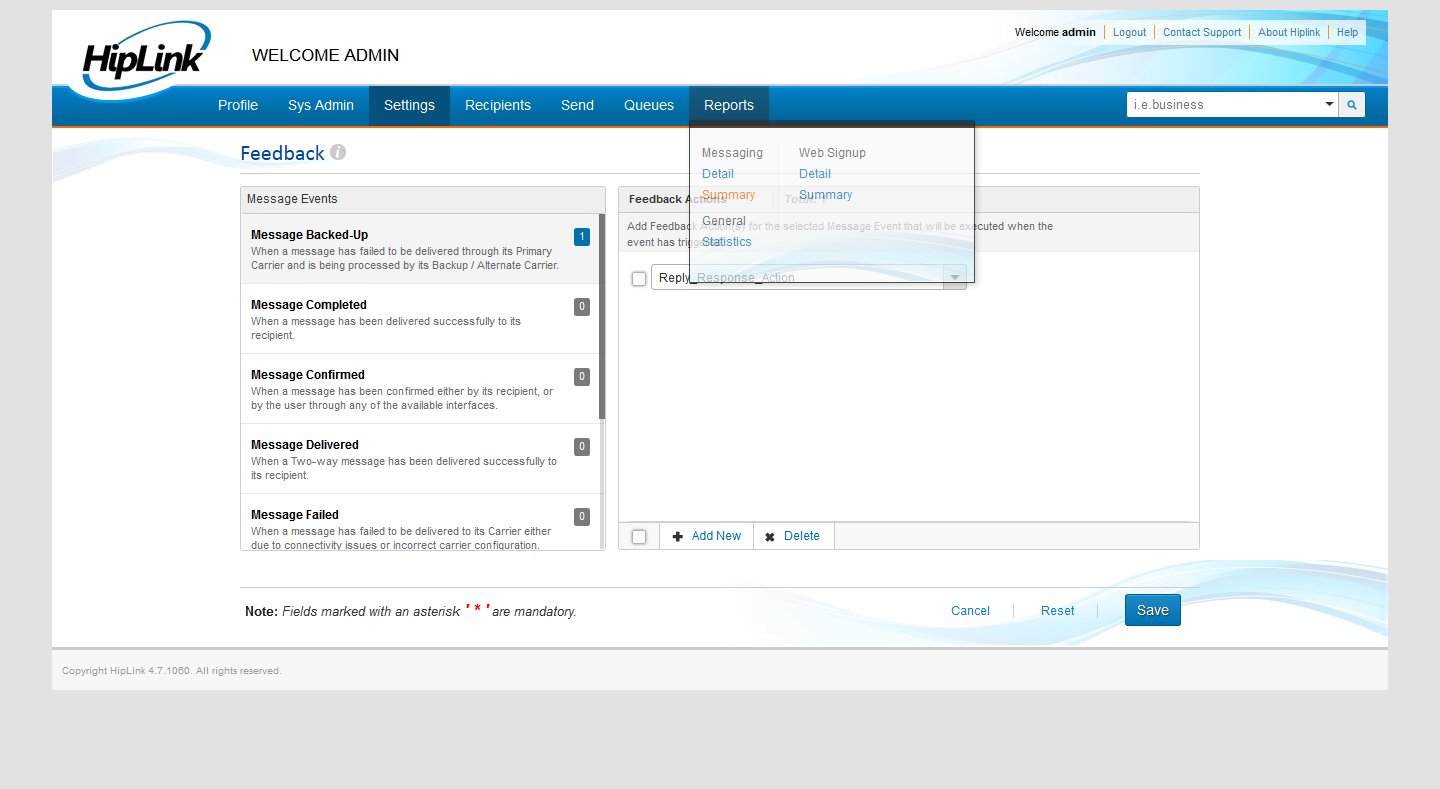 HipLink
WELCOME ADMIN
Welcome admin
Logout
Contact Support
About Hiplink
Help
Profile
Sys Admin
Settings
Recipients
Send
Queues
Reports
i.e.business
Feedback
i
Messaging
Detail
Summary
General
Statistics
Web Signup
Detail
Summary
Message Events
Message Backed-Up
1
When a message has failed to be delivered through its Primary
Carrier and is being processed by its Backup / Alternate Carrier.
Message Completed
0
When a message has been delivered successfully to its
recipient.
Message Confirmed
0
When a message has been confirmed either by its recipient, or
by the user through any of the available interfaces.
Message Delivered
0
When a Two-way message has been delivered successfully to
its recipient.
Message Failed
0
When a message has failed to be delivered to its Carrier either
due to connectivity issues or incorrect carrier configuration.
Feedback Actions
Total: 1
Add Feedback Action(s) for the selected Message Event that will be executed when the
event has triggered.
Reply_Response_Action
Add New
Delete
Note: Fields marked with an asterisk ' * ' are mandatory.
Cancel
Reset
Save
Copyright HipLink 4.7.1060. All rights reserved.